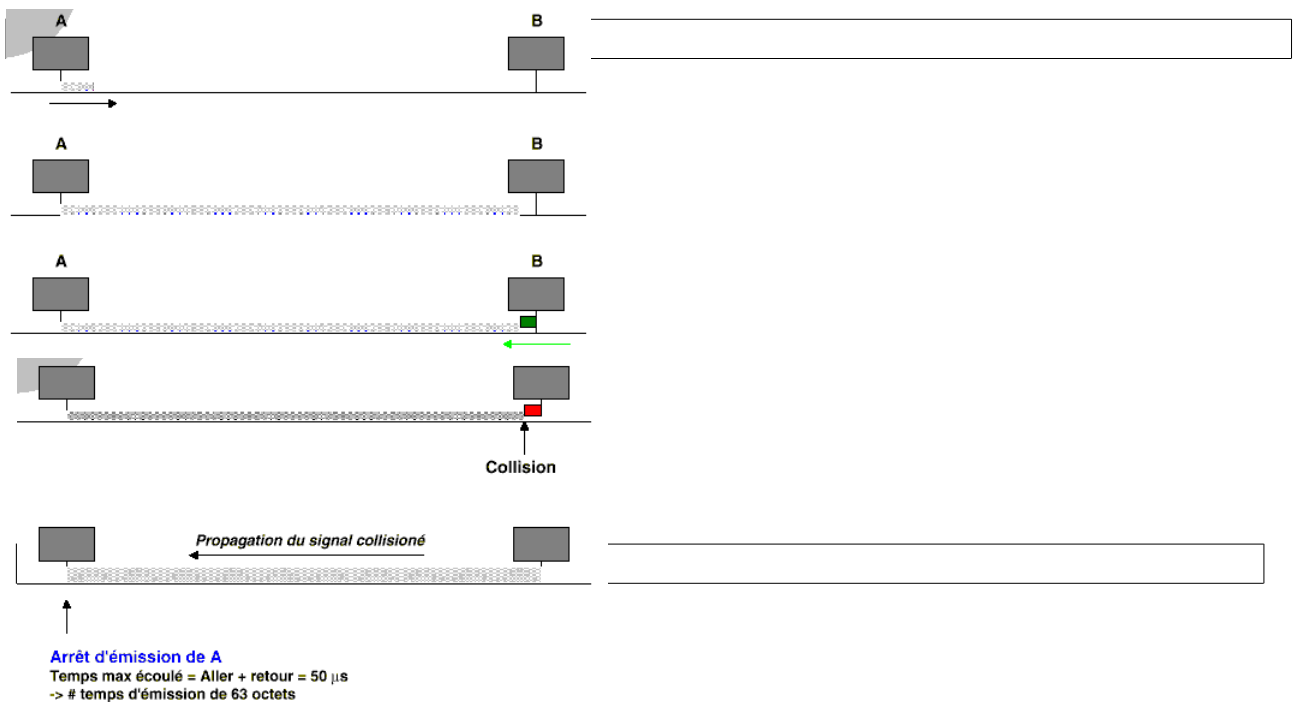 A B
A B
A B
Collision
Propagation du signal collisioné
Arrêt d'émission de A
Temps max écoulé = Aller + retour = 50 µs
-> # temps d'émission de 63 octets